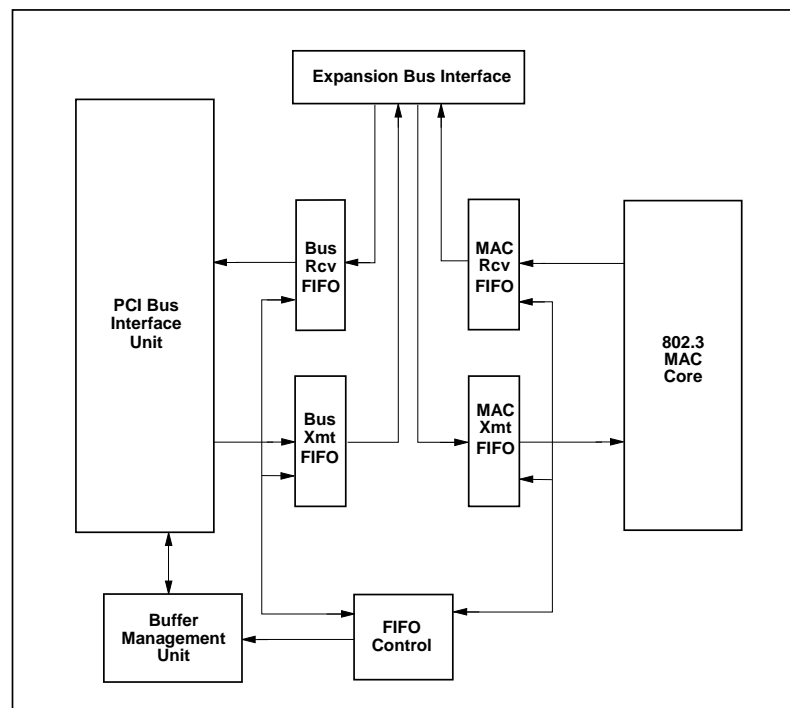 Expansion Bus Interface
PCI Bus
Interface
Unit
Bus
Rcv
FIFO
MAC
Rcv
FIFO
802.3
MAC
Core
Bus
Xmt
FIFO
MAC
Xmt
FIFO
Buffer
Management
Unit
FIFO
Control